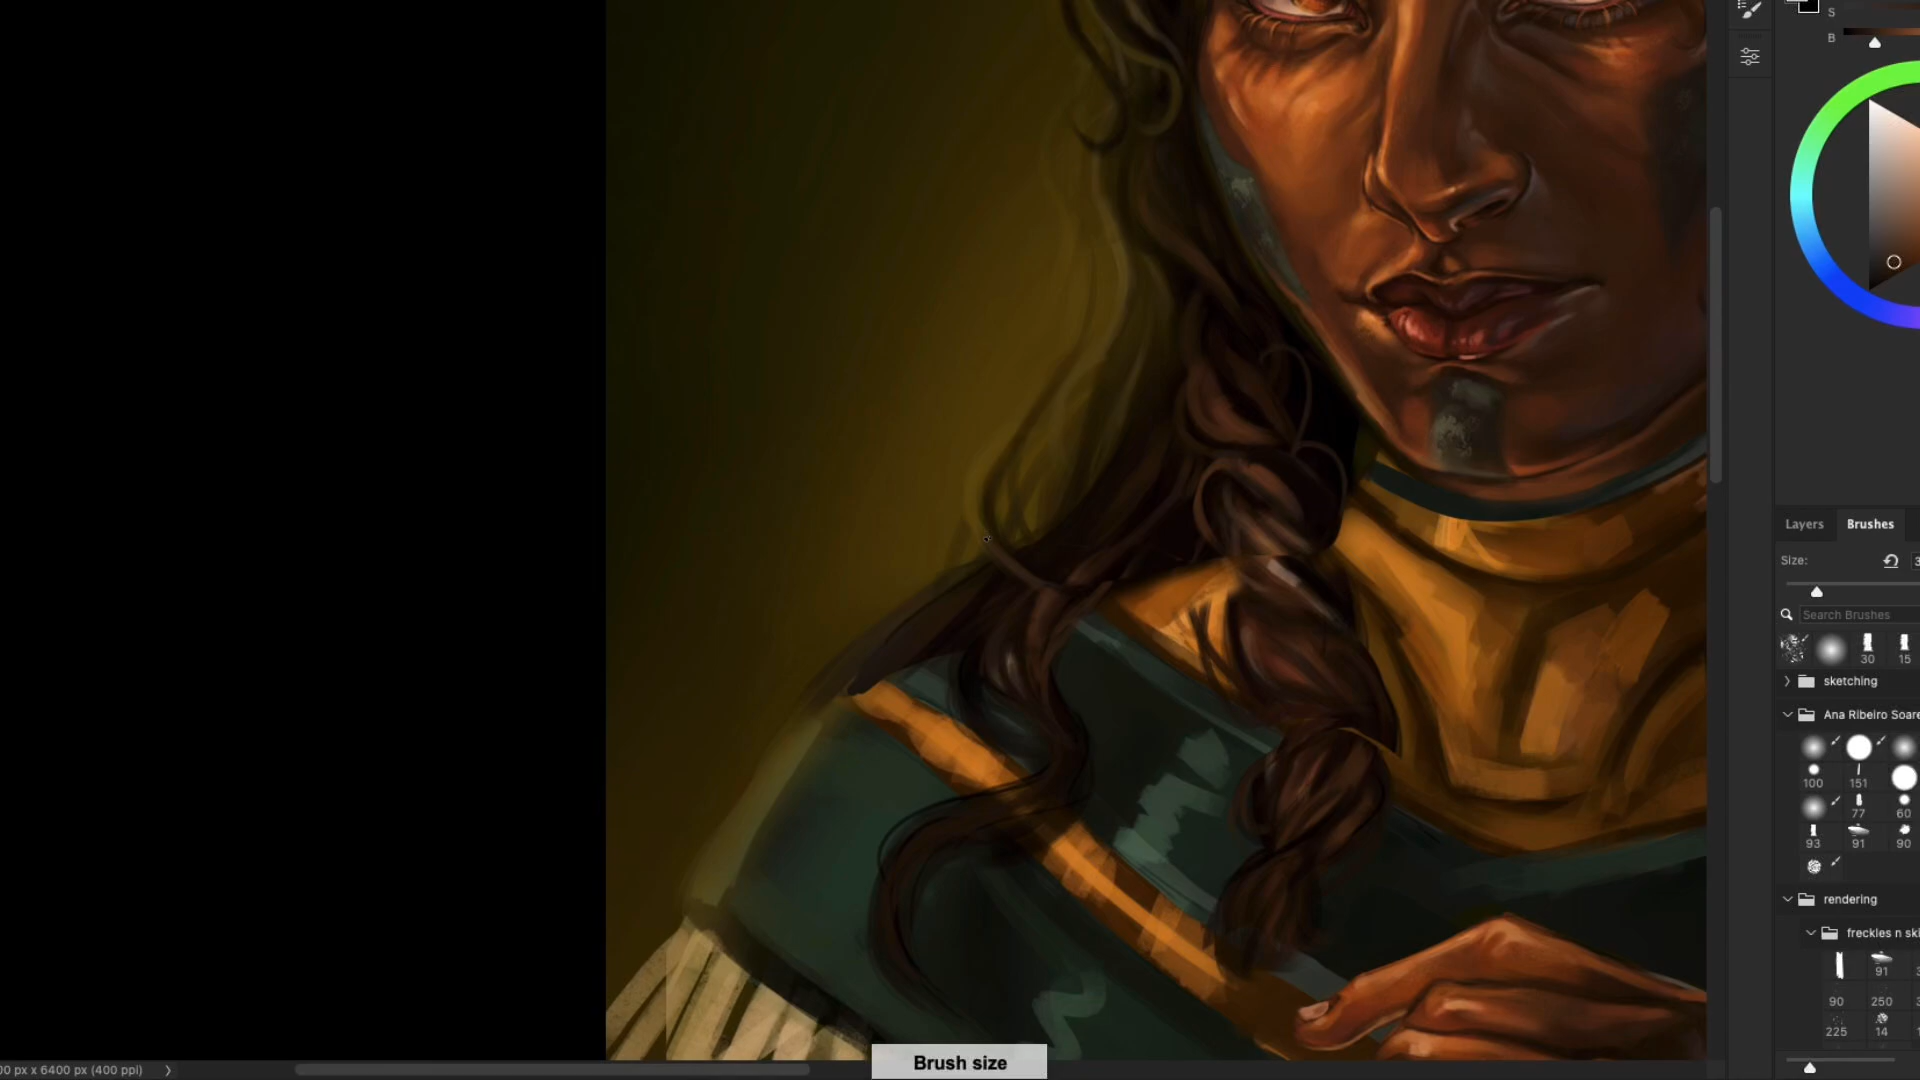 S
B
Layers
Brushes
Size:
Search Brushes
30
15
sketching
Ana Ribeiro Soare
100
151
77
60
93
91
90
rendering
freckles n ski
91
90
250
225
14
00 px x 6400 px (400 ppi)
Brush size